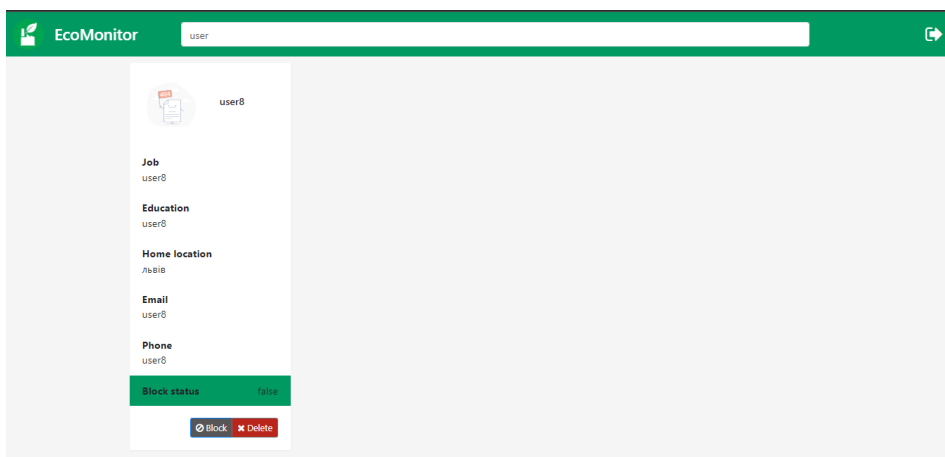 EcoMonitor
user
user8
Job
user8
Education
user8
Home location
львів
Email
user8
Phone
user8
Block status false
Block Delete